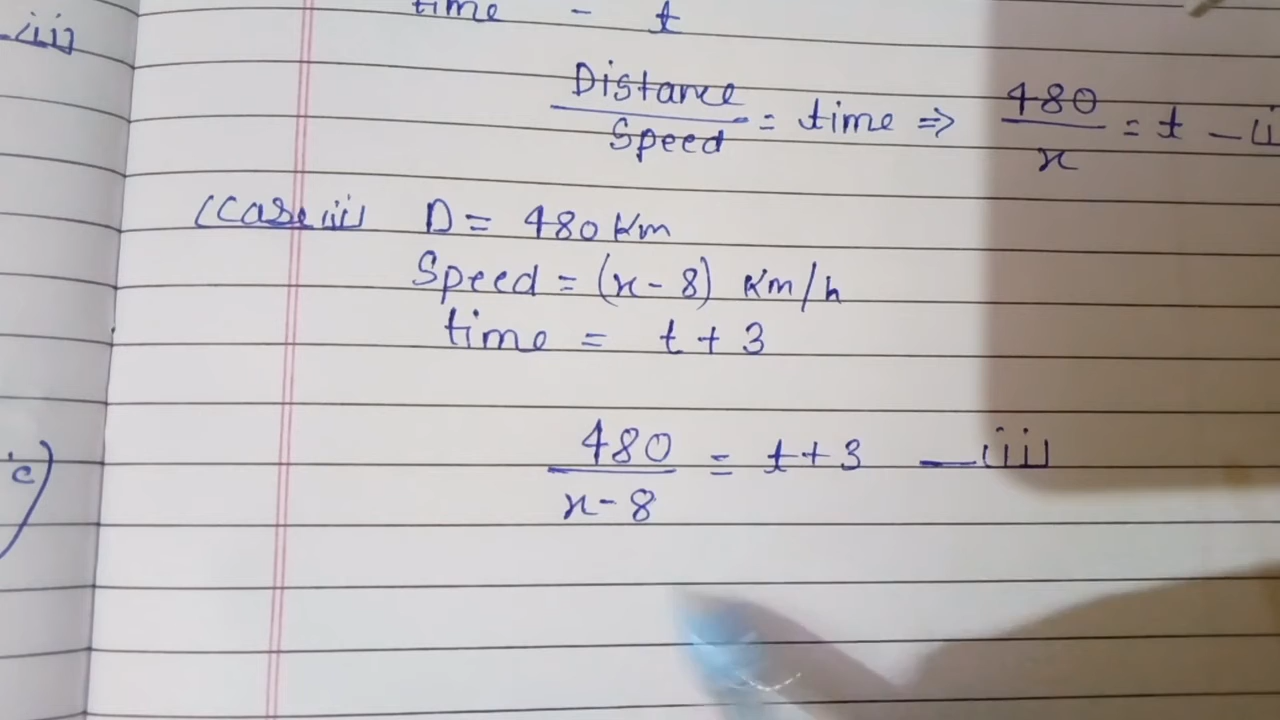 time - t
Distance/Speed = time ⇒ 480/x = t - (i
(Case ii) D = 480 Km
Speed = (x - 8) Km/h
time = t + 3
480/x-8 = t + 3 — (ii)